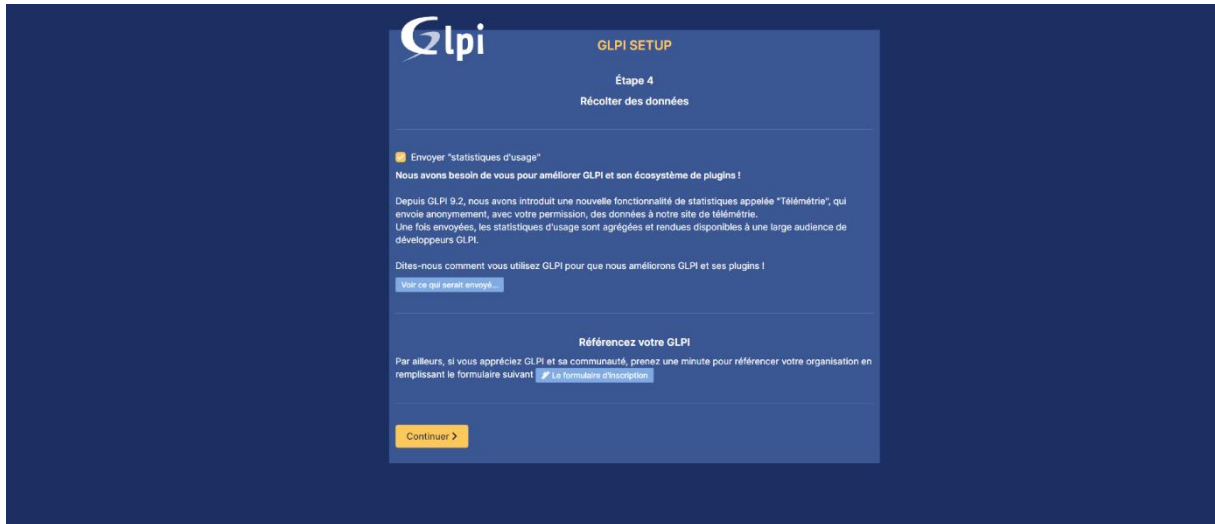 Glpi
GLPI SETUP
Étape 4
Récolter des données
Envoyer "statistiques d'usage"
Nous avons besoin de vous pour améliorer GLPI et son écosystème de plugins !
Depuis GLPI 9.2, nous avons introduit une nouvelle fonctionnalité de statistiques appelée "Télémétrie", qui
envoie anonymement, avec votre permission, des données à notre site de télémétrie.
Une fois envoyées, les statistiques d'usage sont agrégées et rendues disponibles à une large audience de
développeurs GLPI.
Dites-nous comment vous utilisez GLPI pour que nous améliorons GLPI et ses plugins !
Voir ce qui serait envoyé...
Référencez votre GLPI
Par ailleurs, si vous appréciez GLPI et sa communauté, prenez une minute pour référencer votre organisation en
remplissant le formulaire suivant Le formulaire d'inscription
Continuer >